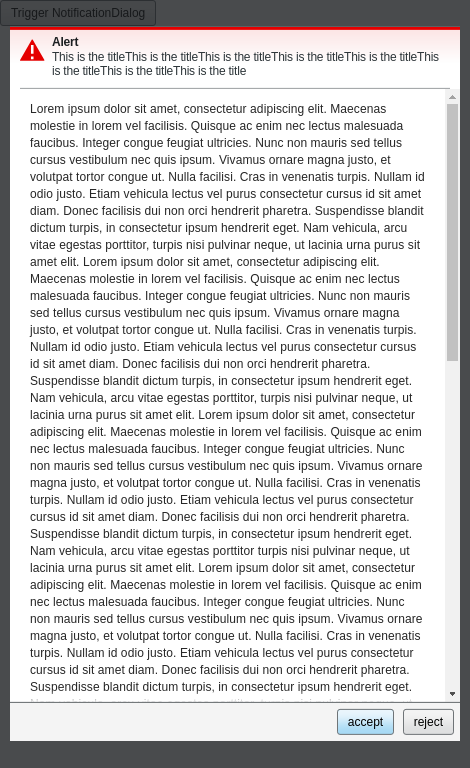 Trigger NotificationDialog
Alert
This is the titleThis is the titleThis is the titleThis is the titleThis is the titleThis
is the titleThis is the titleThis is the title
Lorem ipsum dolor sit amet, consectetur adipiscing elit. Maecenas
molestie in lorem vel facilisis. Quisque ac enim nec lectus malesuada
faucibus. Integer congue feugiat ultricies. Nunc non mauris sed tellus
cursus vestibulum nec quis ipsum. Vivamus ornare magna justo, et
volutpat tortor congue ut. Nulla facilisi. Cras in venenatis turpis. Nullam id
odio justo. Etiam vehicula lectus vel purus consectetur cursus id sit amet
diam. Donec facilisis dui non orci hendrerit pharetra. Suspendisse blandit
dictum turpis, in consectetur ipsum hendrerit eget. Nam vehicula, arcu
vitae egestas porttitor, turpis nisi pulvinar neque, ut lacinia urna purus sit
amet elit. Lorem ipsum dolor sit amet, consectetur adipiscing elit.
Maecenas molestie in lorem vel facilisis. Quisque ac enim nec lectus
malesuada faucibus. Integer congue feugiat ultricies. Nunc non mauris
sed tellus cursus vestibulum nec quis ipsum. Vivamus ornare magna
justo, et volutpat tortor congue ut. Nulla facilisi. Cras in venenatis turpis.
Nullam id odio justo. Etiam vehicula lectus vel purus consectetur cursus
id sit amet diam. Donec facilisis dui non orci hendrerit pharetra.
Suspendisse blandit dictum turpis, in consectetur ipsum hendrerit eget.
Nam vehicula, arcu vitae egestas porttitor, turpis nisi pulvinar neque, ut
lacinia urna purus sit amet elit. Lorem ipsum dolor sit amet, consectetur
adipiscing elit. Maecenas molestie in lorem vel facilisis. Quisque ac enim
nec lectus malesuada faucibus. Integer congue feugiat ultricies. Nunc
non mauris sed tellus cursus vestibulum nec quis ipsum. Vivamus ornare
magna justo, et volutpat tortor congue ut. Nulla facilisi. Cras in venenatis
turpis. Nullam id odio justo. Etiam vehicula lectus vel purus consectetur
cursus id sit amet diam. Donec facilisis dui non orci hendrerit pharetra.
Suspendisse blandit dictum turpis, in consectetur ipsum hendrerit eget.
Nam vehicula, arcu vitae egestas porttitor turpis nisi pulvinar neque, ut
lacinia urna purus sit amet elit. Lorem ipsum dolor sit amet, consectetur
adipiscing elit. Maecenas molestie in lorem vel facilisis. Quisque ac enim
nec lectus malesuada faucibus. Integer congue feugiat ultricies. Nunc
non mauris sed tellus cursus vestibulum nec quis ipsum. Vivamus ornare
magna justo, et volutpat tortor congue ut. Nulla facilisi. Cras in venenatis
turpis. Nullam id odio justo. Etiam vehicula lectus vel purus consectetur
cursus id sit amet diam. Donec facilisis dui non orci hendrerit pharetra.
Suspendisse blandit dictum turpis, in consectetur ipsum hendrerit eget.
accept reject